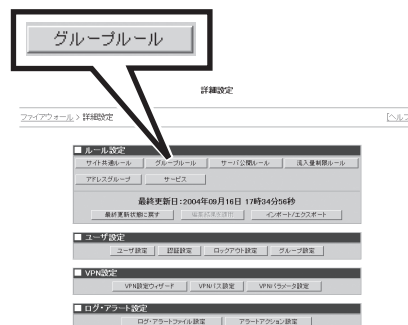 グループルール
詳細設定
ファイアウォール > 詳細設定
[ヘルプ
■ ルール設定
サイト共通ルール グループルール サーバ公開ルール 流入量制限ルール
アドレスグループ サービス
最終更新日:2004年09月16日 17時34分56秒
最終更新状態に戻す 編集結果を適用 インポート/エクスポート
■ ユーザ設定
ユーザ設定 認証設定 ロックアウト設定 グループ設定
■ VPN設定
VPN設定ウィザード VPNパス設定 VPNパラメータ設定
■ ログ・アラート設定
ログ・アラートファイル設定 アラートアクション設定